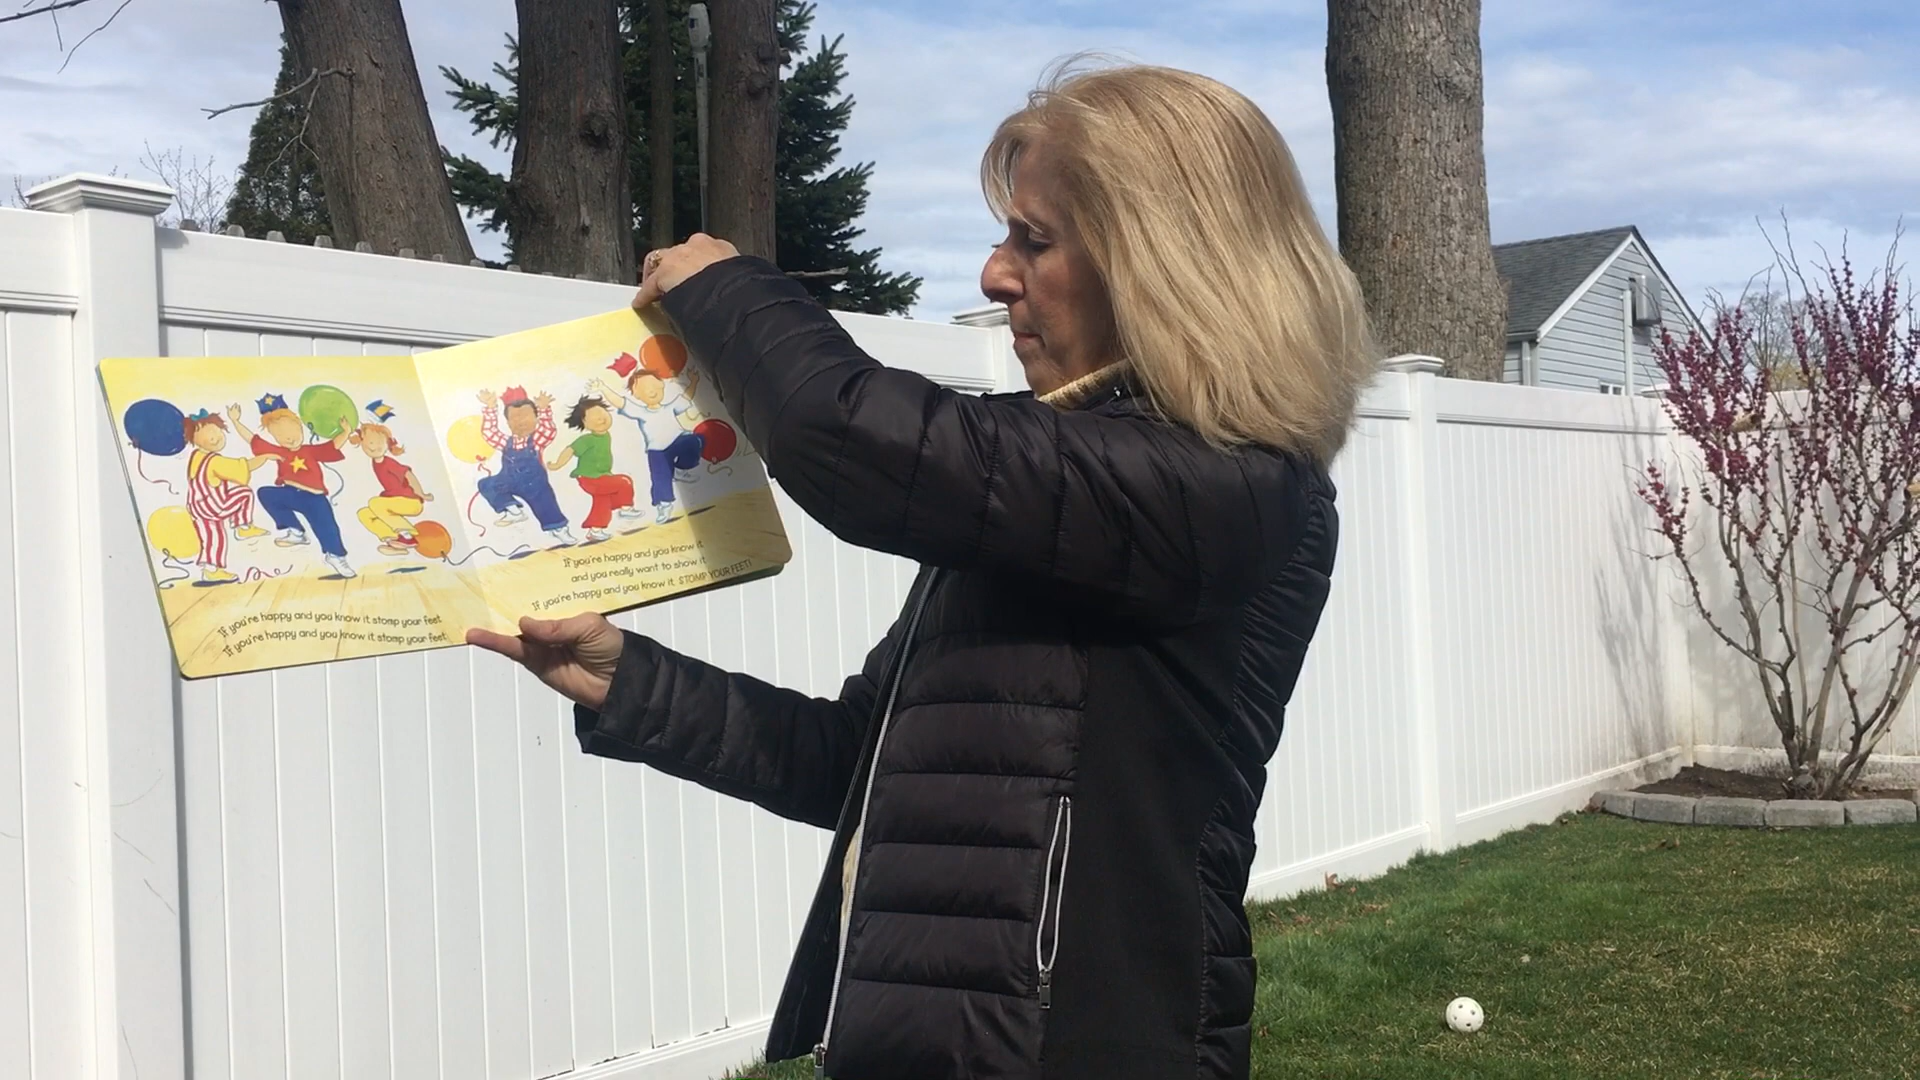 If you're happy and you know it stomp your feet
If you're happy and you know it stomp your feet
If you're happy and you know it
and you really want to show it
If you're happy and you know it, STOMP YOUR FEET!